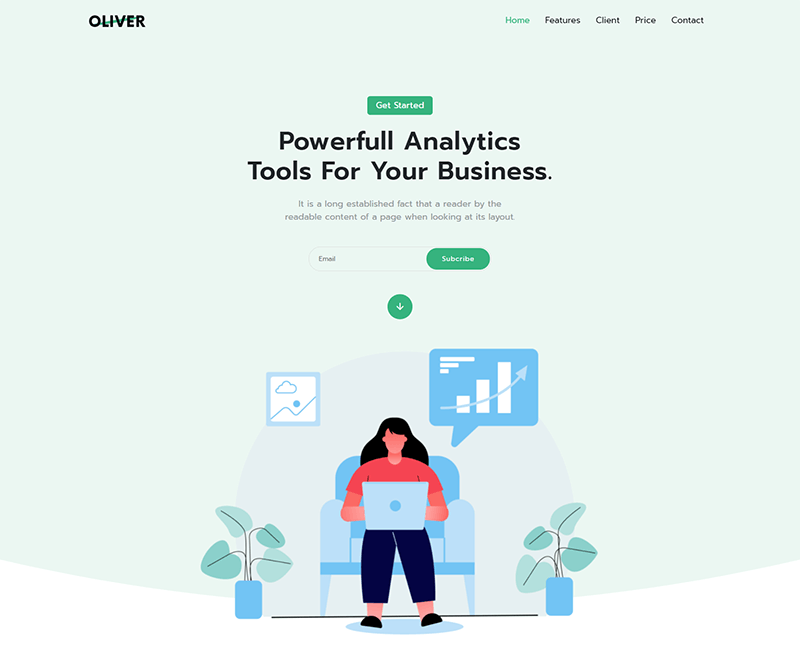 OLIVER
Home Features Client Price Contact
Get Started
Powerfull Analytics
Tools For Your Business.
It is a long established fact that a reader by the
readable content of a page when looking at its layout.
Email Subcribe